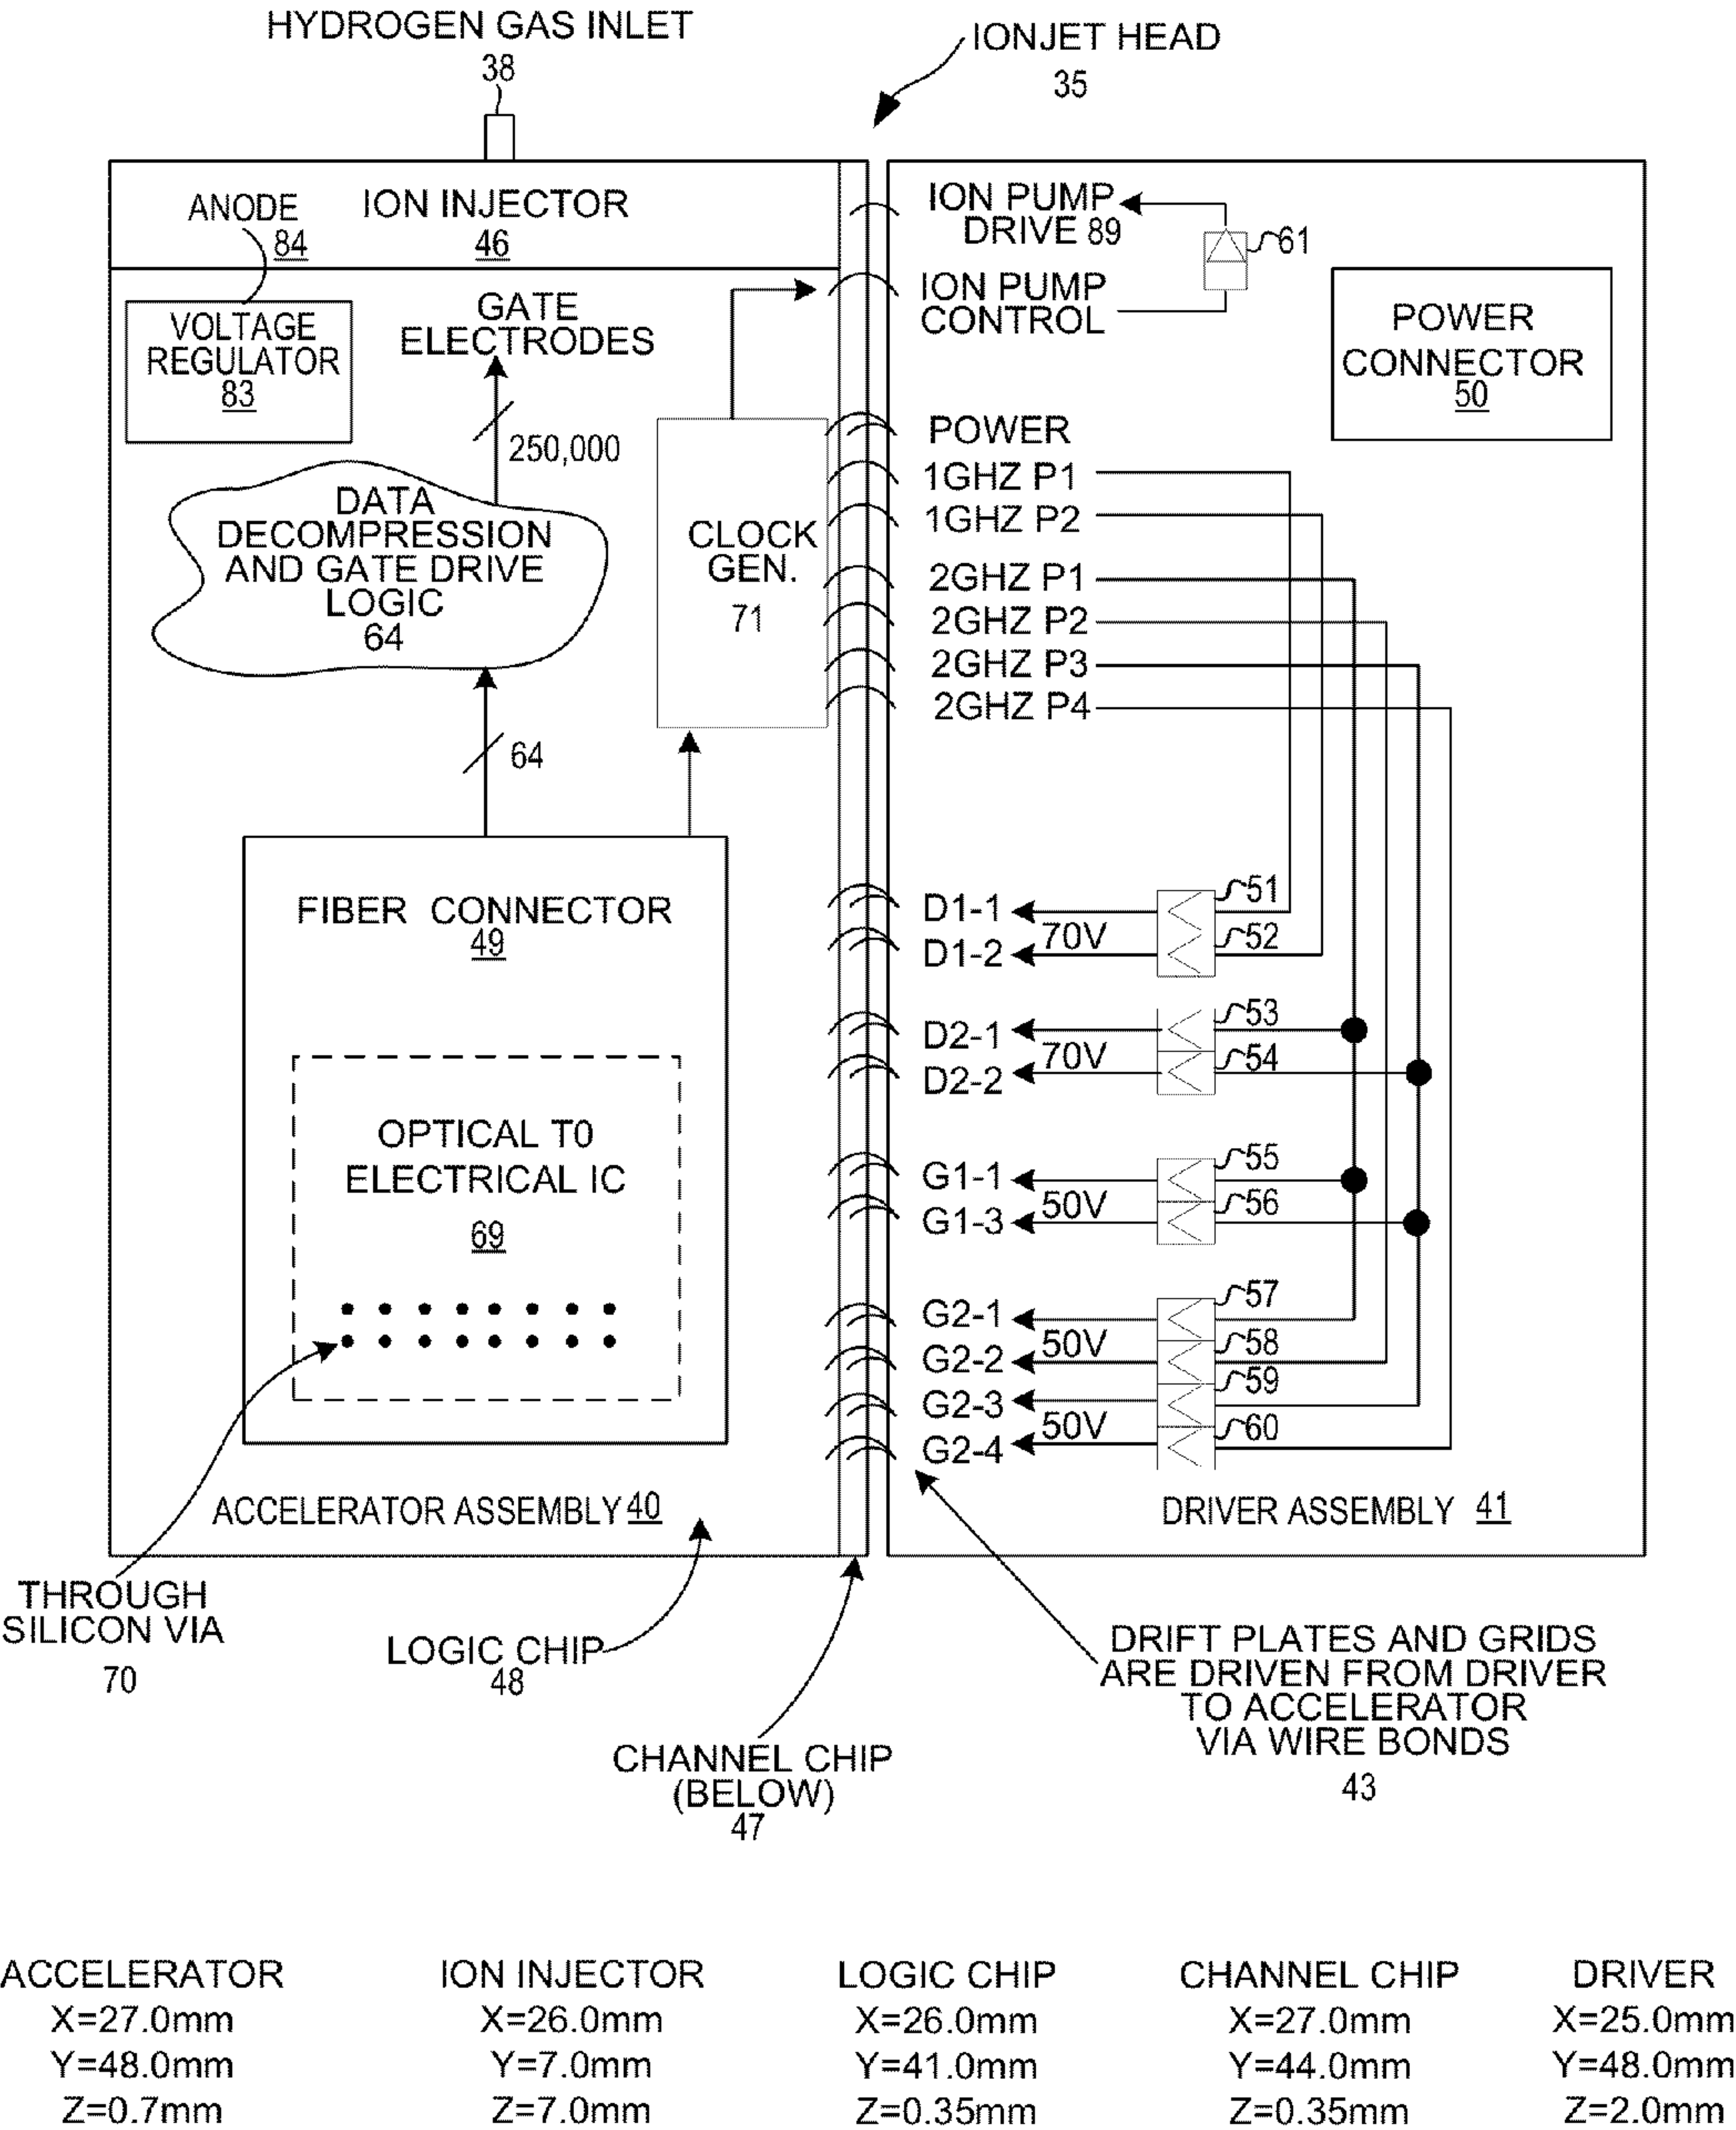 HYDROGEN GAS INLET
38
IONJET HEAD
35
ANODE
84
ION INJECTOR
46
VOLTAGE
REGULATOR
83
GATE
ELECTRODES
250,000
DATA
DECOMPRESSION
AND GATE DRIVE
LOGIC
64
64
CLOCK
GEN.
71
FIBER CONNECTOR
49
OPTICAL T0
ELECTRICAL IC
69
ACCELERATOR ASSEMBLY 40
ION PUMP
DRIVE 89
61
ION PUMP
CONTROL
POWER
CONNECTOR
50
POWER
1GHZ P1
1GHZ P2
2GHZ P1
2GHZ P2
2GHZ P3
2GHZ P4
D1-1
51
70V
D1-2
52
D2-1
53
70V
D2-2
54
G1-1
55
50V
G1-3
56
G2-1
57
50V
G2-2
58
G2-3
59
50V
G2-4
60
DRIVER ASSEMBLY 41
THROUGH
SILICON VIA
70
LOGIC CHIP
48
CHANNEL CHIP
(BELOW)
47
DRIFT PLATES AND GRIDS
ARE DRIVEN FROM DRIVER
TO ACCELERATOR
VIA WIRE BONDS
43
ACCELERATOR
X=27.0mm
Y=48.0mm
Z=0.7mm
ION INJECTOR
X=26.0mm
Y=7.0mm
Z=7.0mm
LOGIC CHIP
X=26.0mm
Y=41.0mm
Z=0.35mm
CHANNEL CHIP
X=27.0mm
Y=44.0mm
Z=0.35mm
DRIVER
X=25.0mm
Y=48.0mm
Z=2.0mm